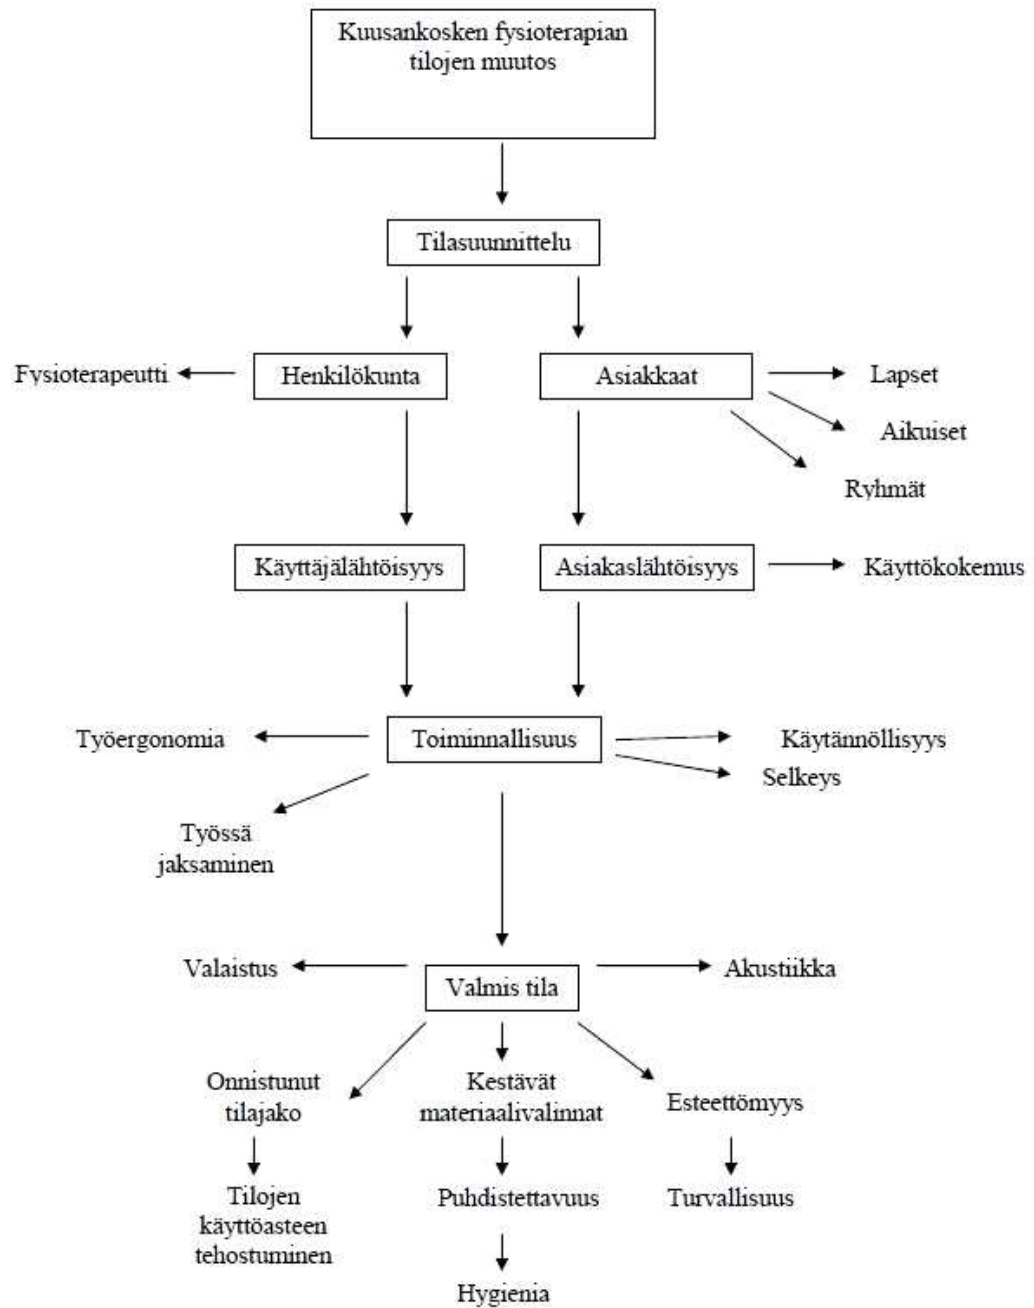 Kuusankosken fysioterapian
tilojen muutos
Tilasuunnittelu
Fysioterapeutti
Henkilökunta
Asiakkaat
Lapset
Aikuiset
Ryhmät
Käyttäjälähtöisyys
Asiakaslähtöisyys
Käyttökokemus
Työergonomia
Toiminnallisuus
Käytännöllisyys
Selkeys
Työssä
jaksaminen
Valaistus
Valmis tila
Akustiikka
Onnistunut
tilajako
Kestävät
materiaalivalinnat
Esteettömyys
Tilojen
käyttöasteen
tehostuminen
Puhdistettavuus
Turvallisuus
Hygienia